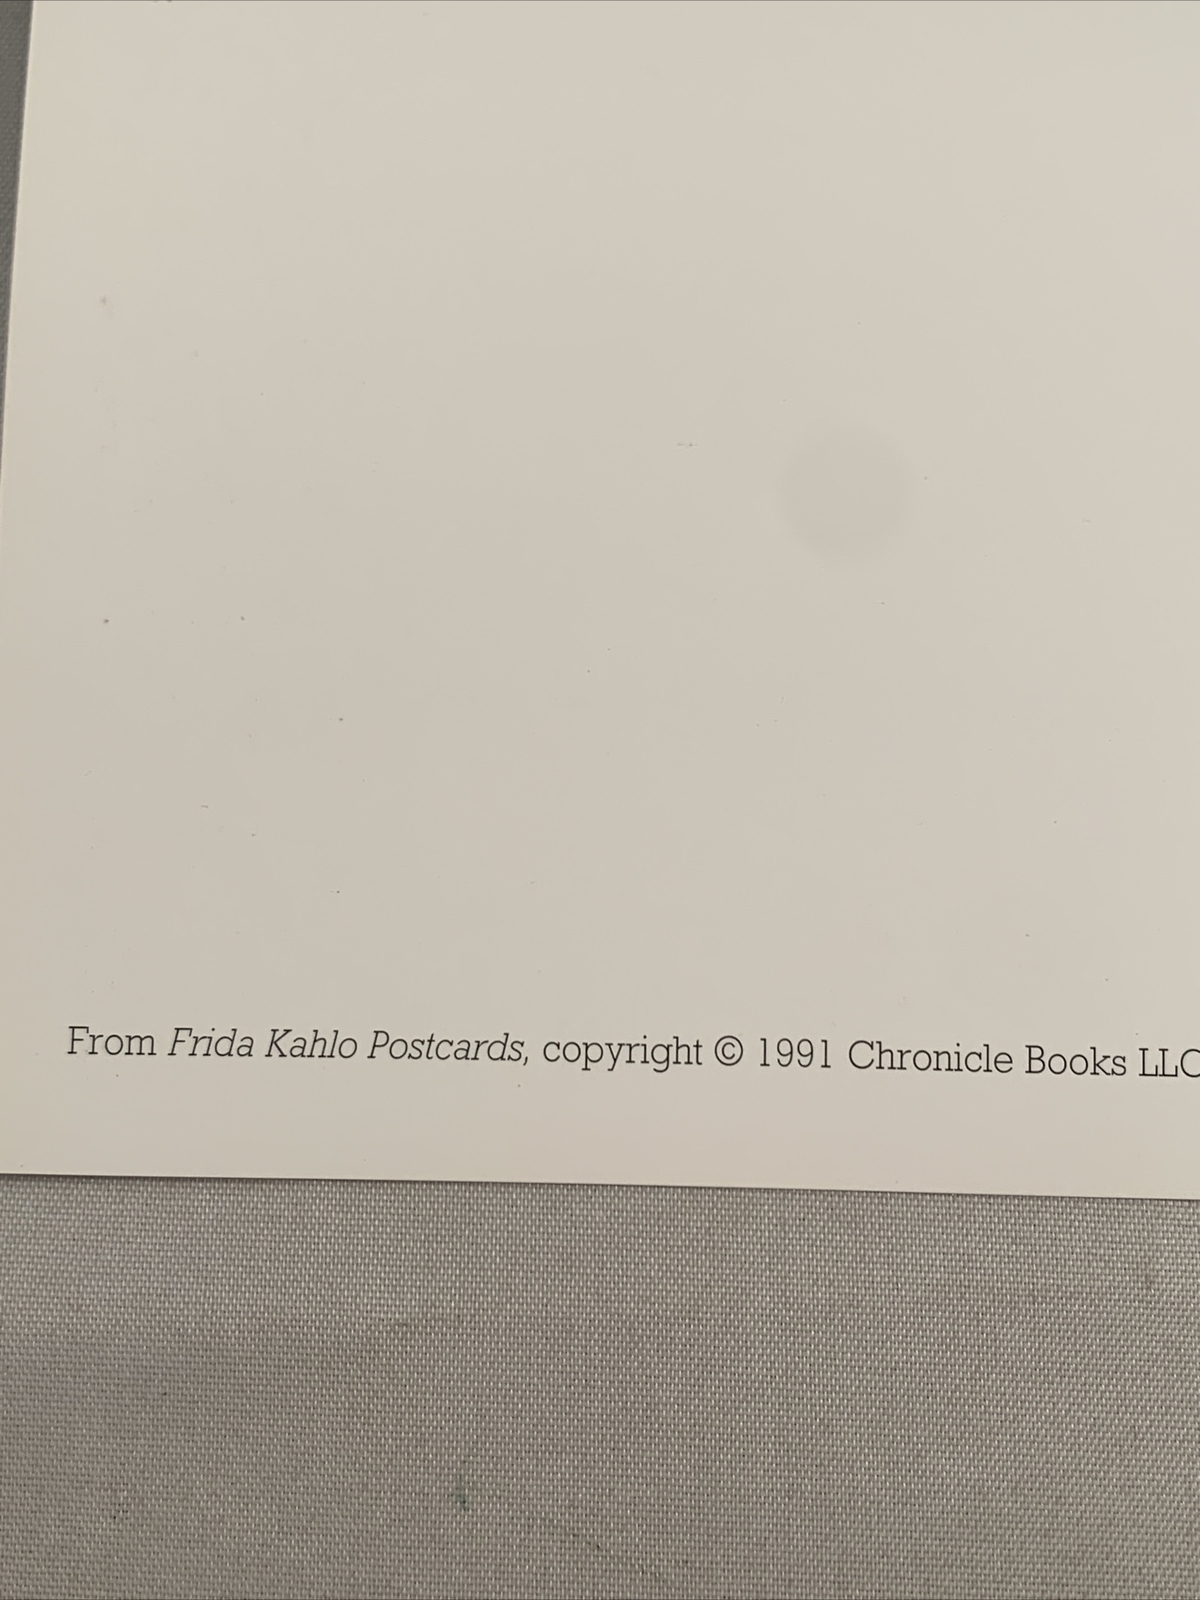 From Frida Kahlo Postcards, copyright © 1991 Chronicle Books LLC